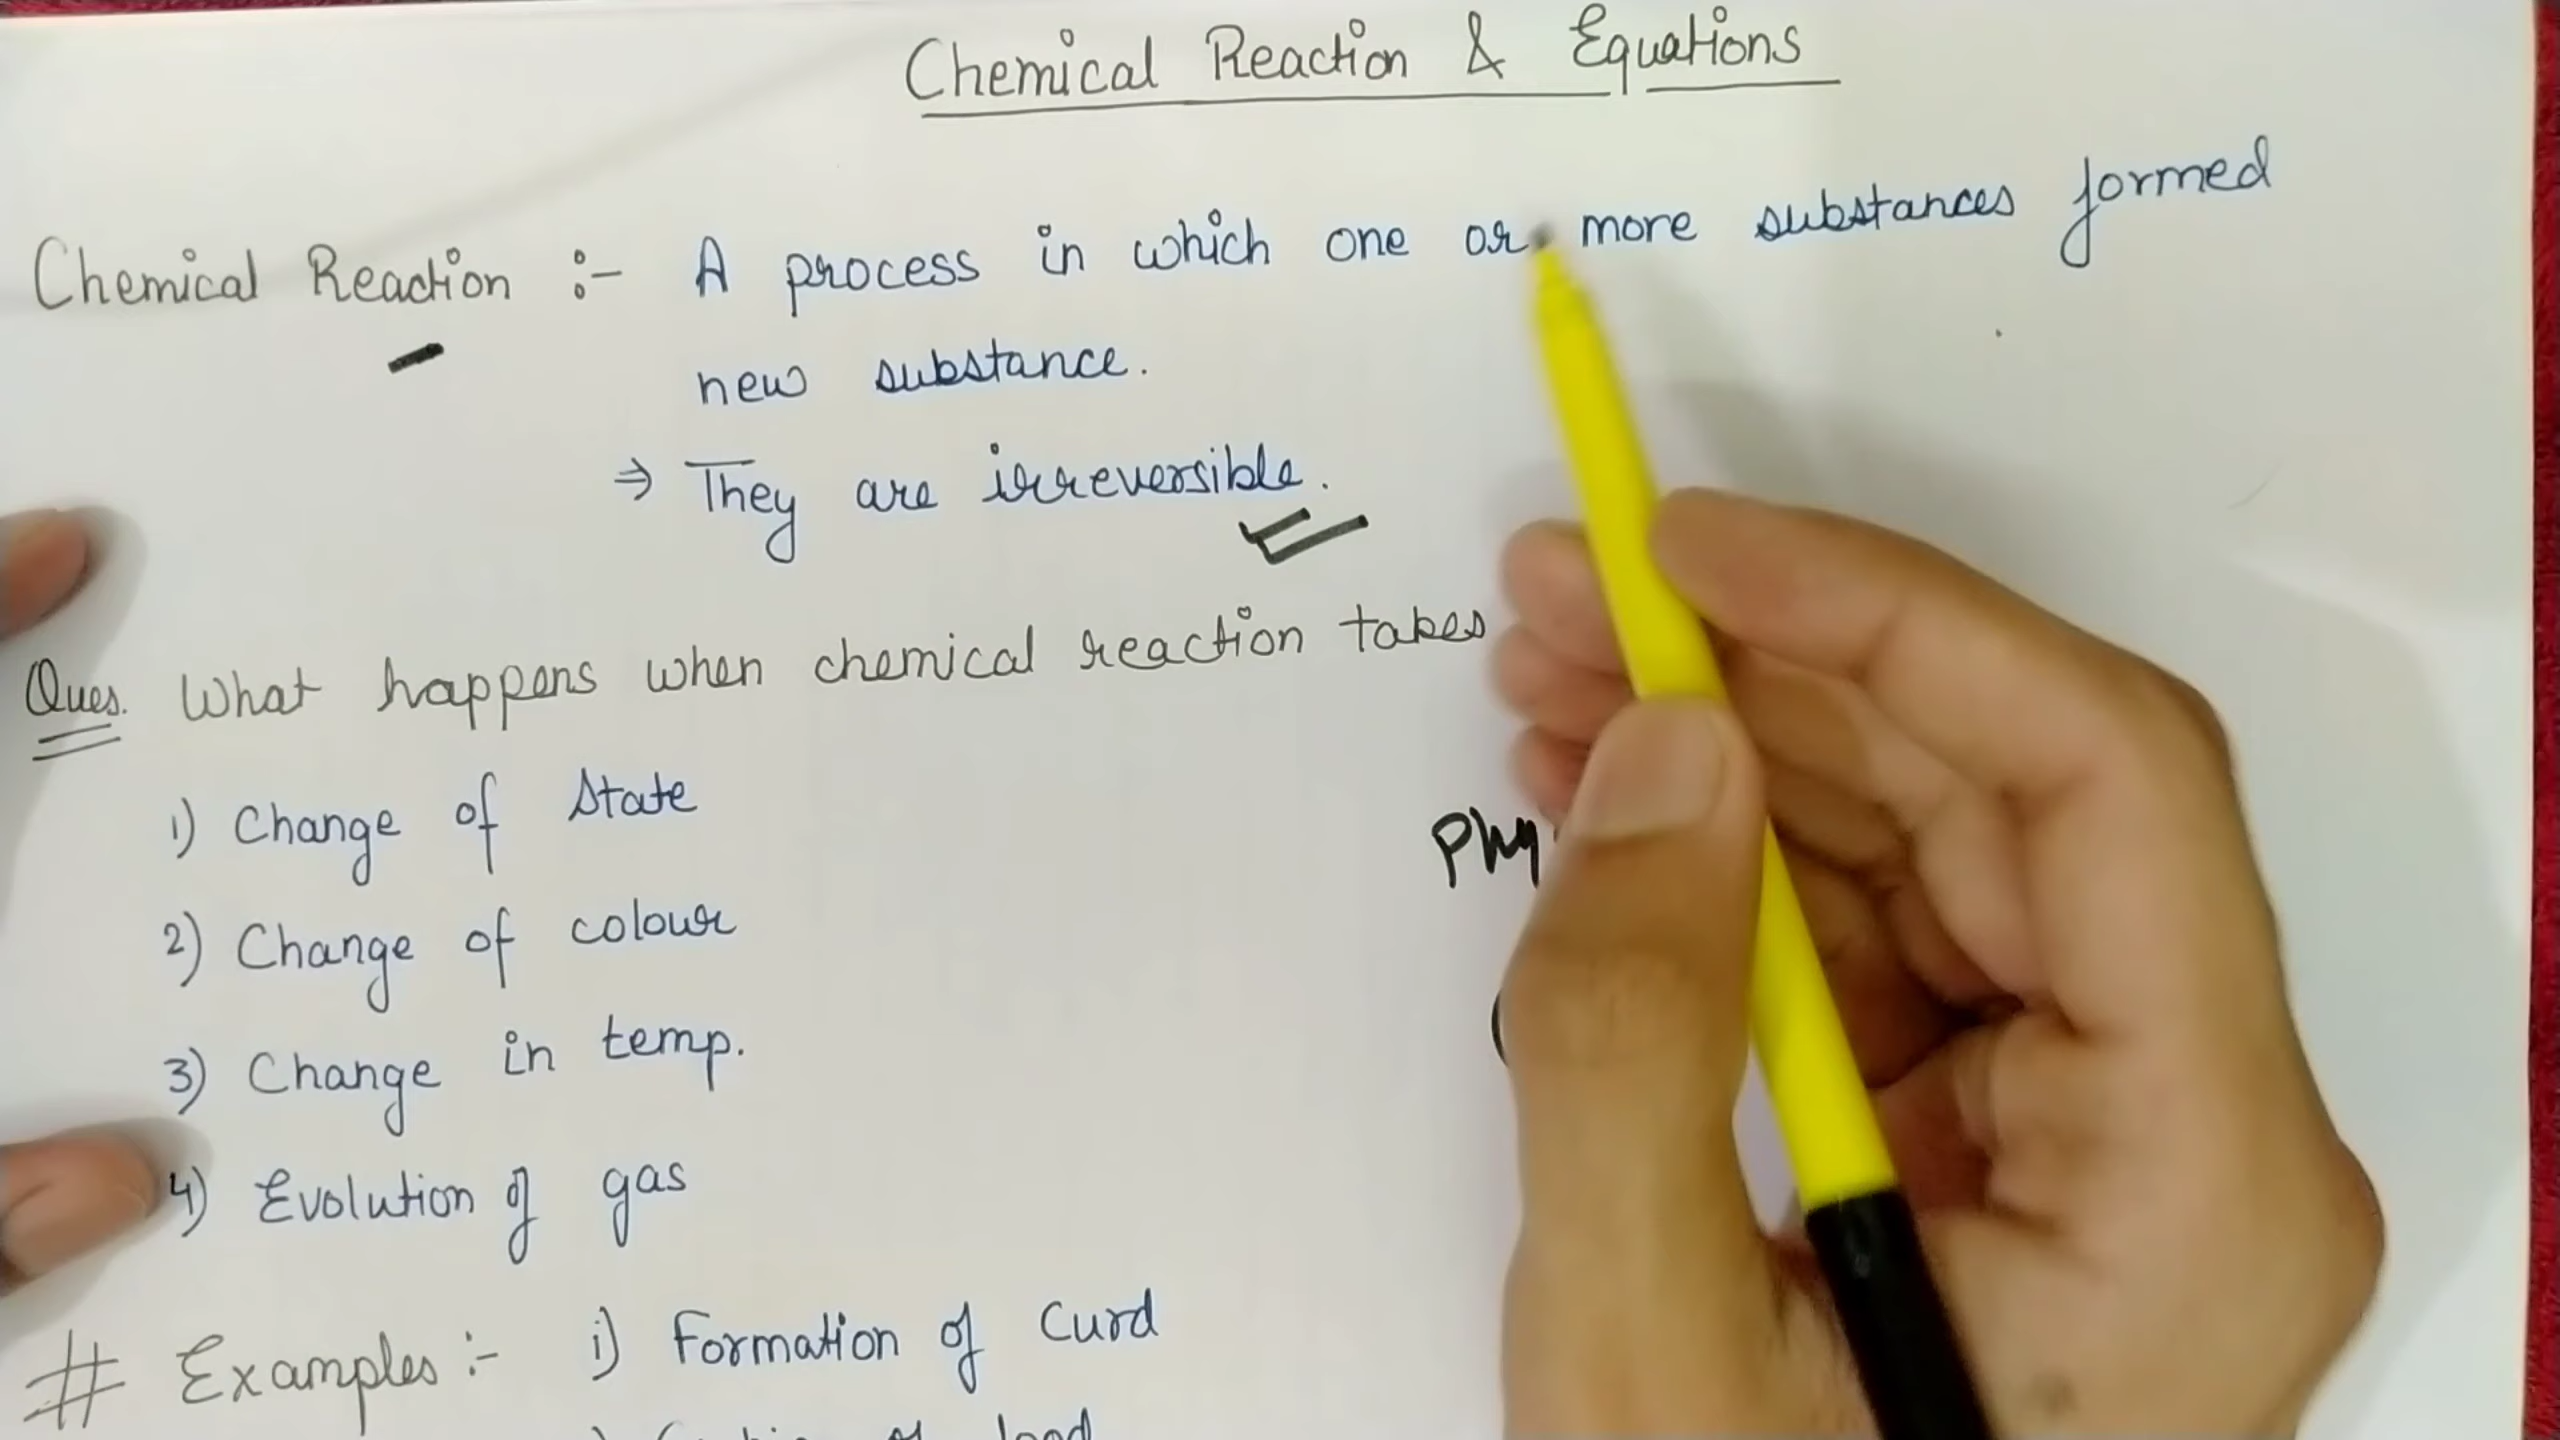 Chemical Reaction & Equations
Chemical Reaction :- A process in which one or more substances formed
new substance.
⇒ They are irreversible.
Ques. What happens when chemical reaction takes
1) Change of State
Phy
2) Change of colour
3) Change in temp.
4) Evolution of gas
# Examples :- i) Formation of Curd